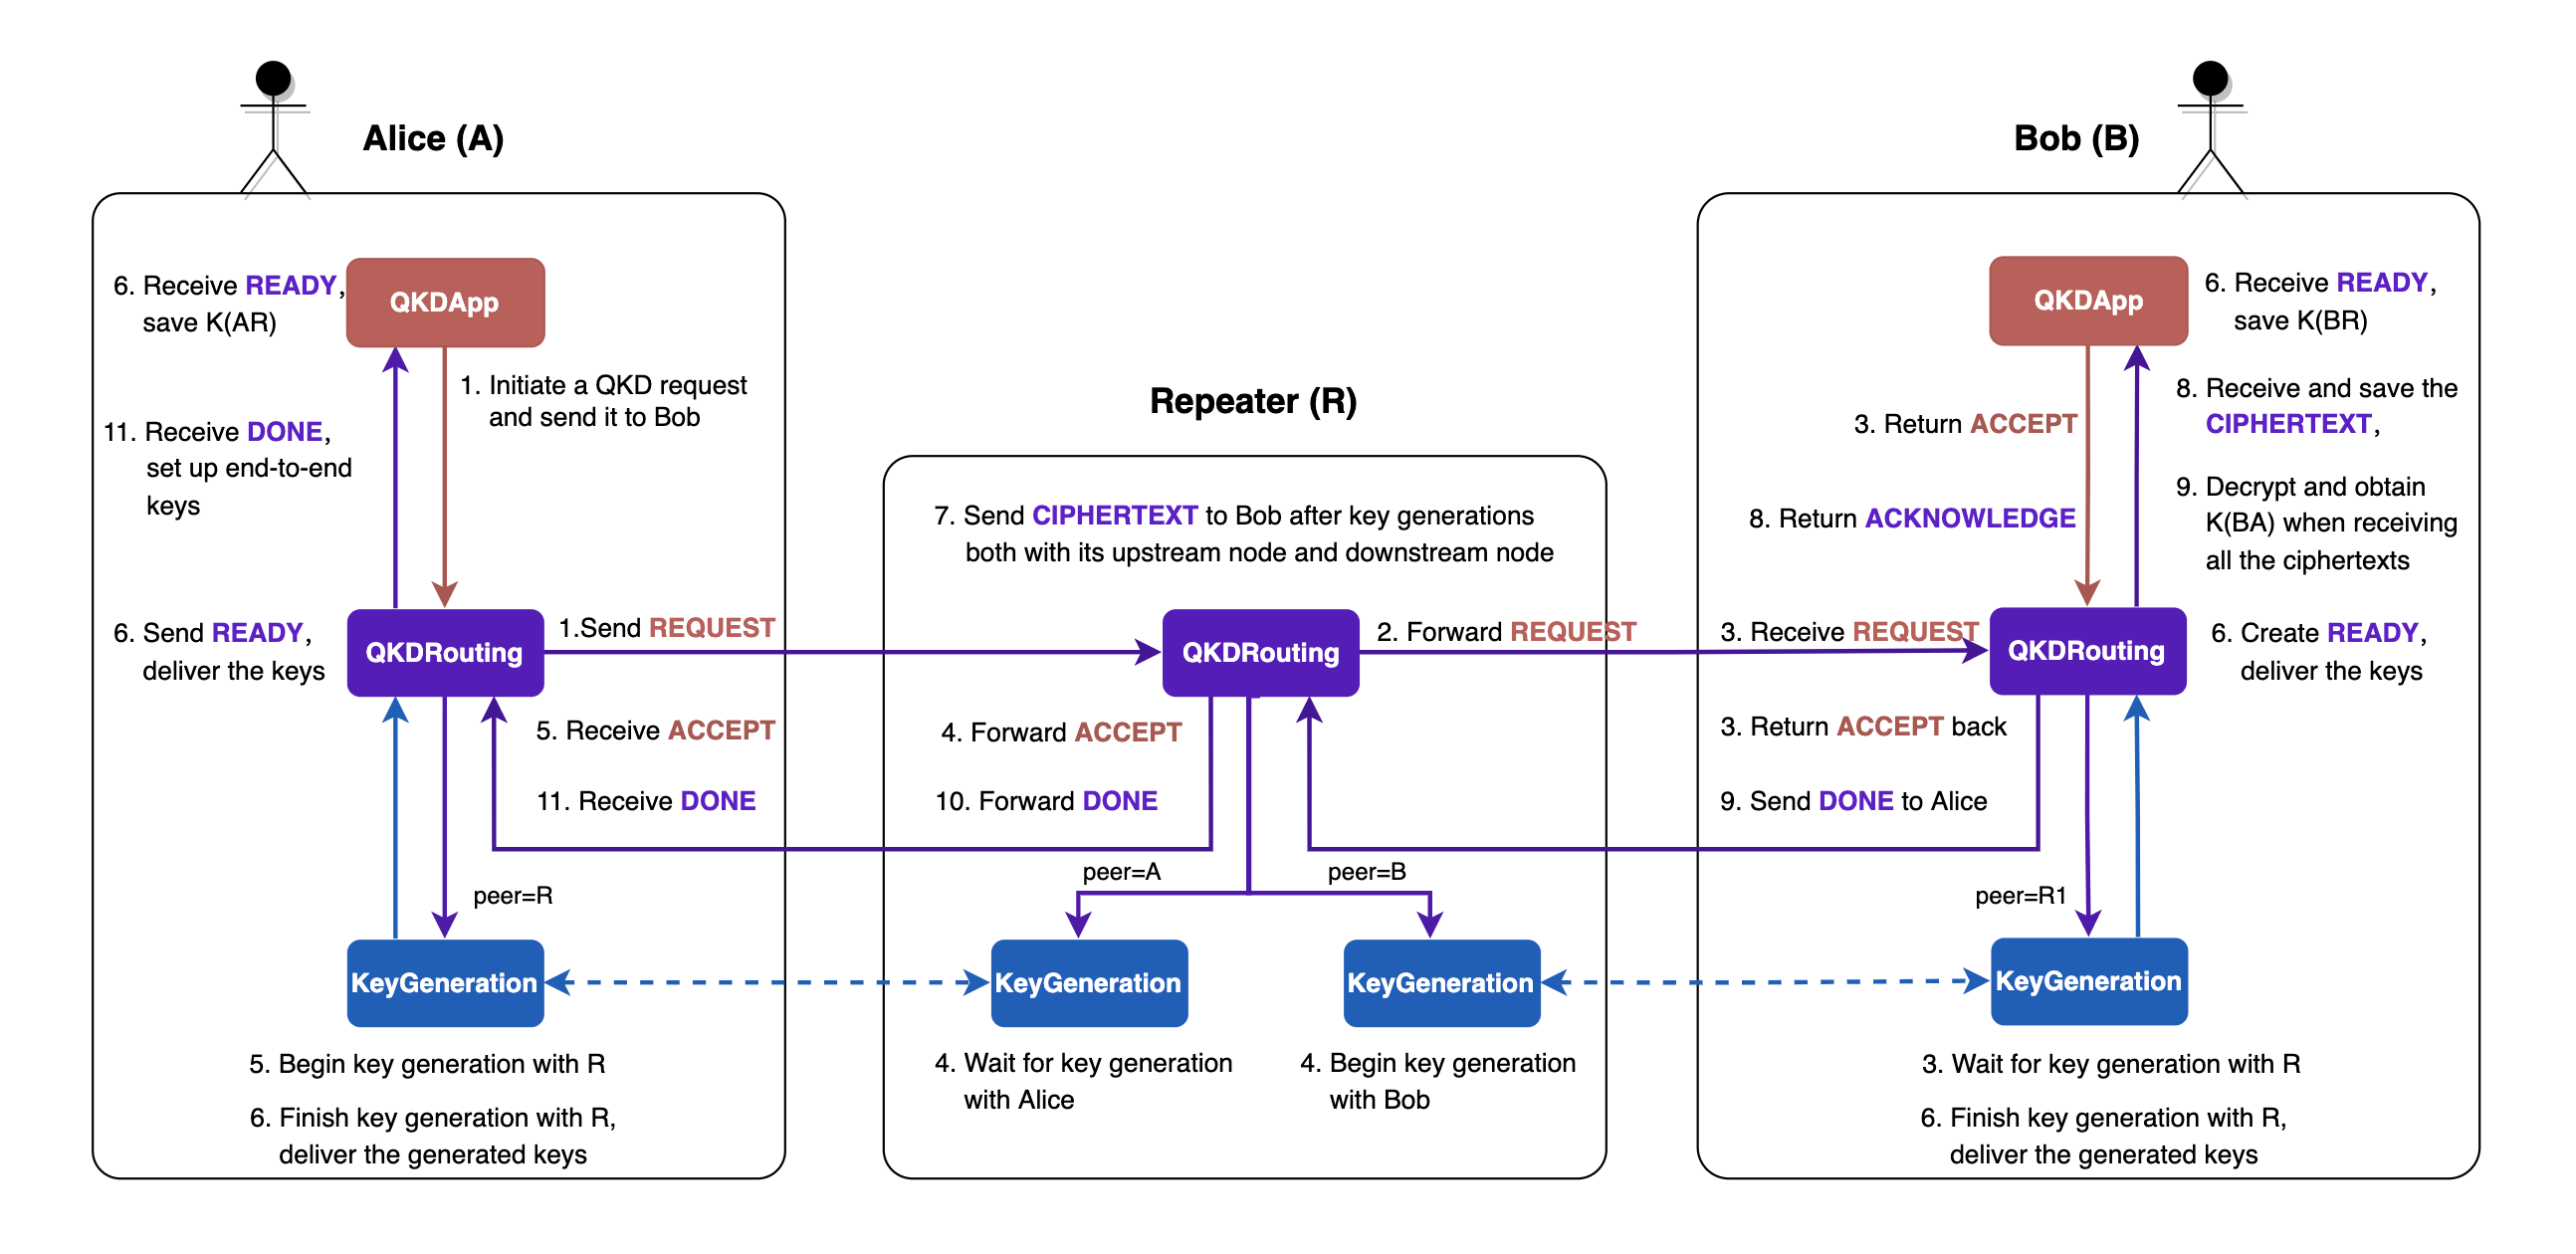 Alice (A)
6. Receive READY,
save K(AR)
QKDApp
1. Initiate a QKD request
and send it to Bob
11. Receive DONE,
set up end-to-end
keys
6. Send READY,
deliver the keys
QKDRouting
1.Send REQUEST
5. Receive ACCEPT
11. Receive DONE
peer=R
KeyGeneration
5. Begin key generation with R
6. Finish key generation with R,
deliver the generated keys
Repeater (R)
7. Send CIPHERTEXT to Bob after key generations
both with its upstream node and downstream node
QKDRouting
2. Forward REQUEST
4. Forward ACCEPT
10. Forward DONE
peer=A
peer=B
KeyGeneration
KeyGeneration
4. Wait for key generation
with Alice
4. Begin key generation
with Bob
Bob (B)
QKDApp
6. Receive READY,
save K(BR)
3. Return ACCEPT
8. Receive and save the
CIPHERTEXT,
8. Return ACKNOWLEDGE
9. Decrypt and obtain
K(BA) when receiving
all the ciphertexts
3. Receive REQUEST
QKDRouting
6. Create READY,
deliver the keys
3. Return ACCEPT back
9. Send DONE to Alice
peer=R1
KeyGeneration
3. Wait for key generation with R
6. Finish key generation with R,
deliver the generated keys